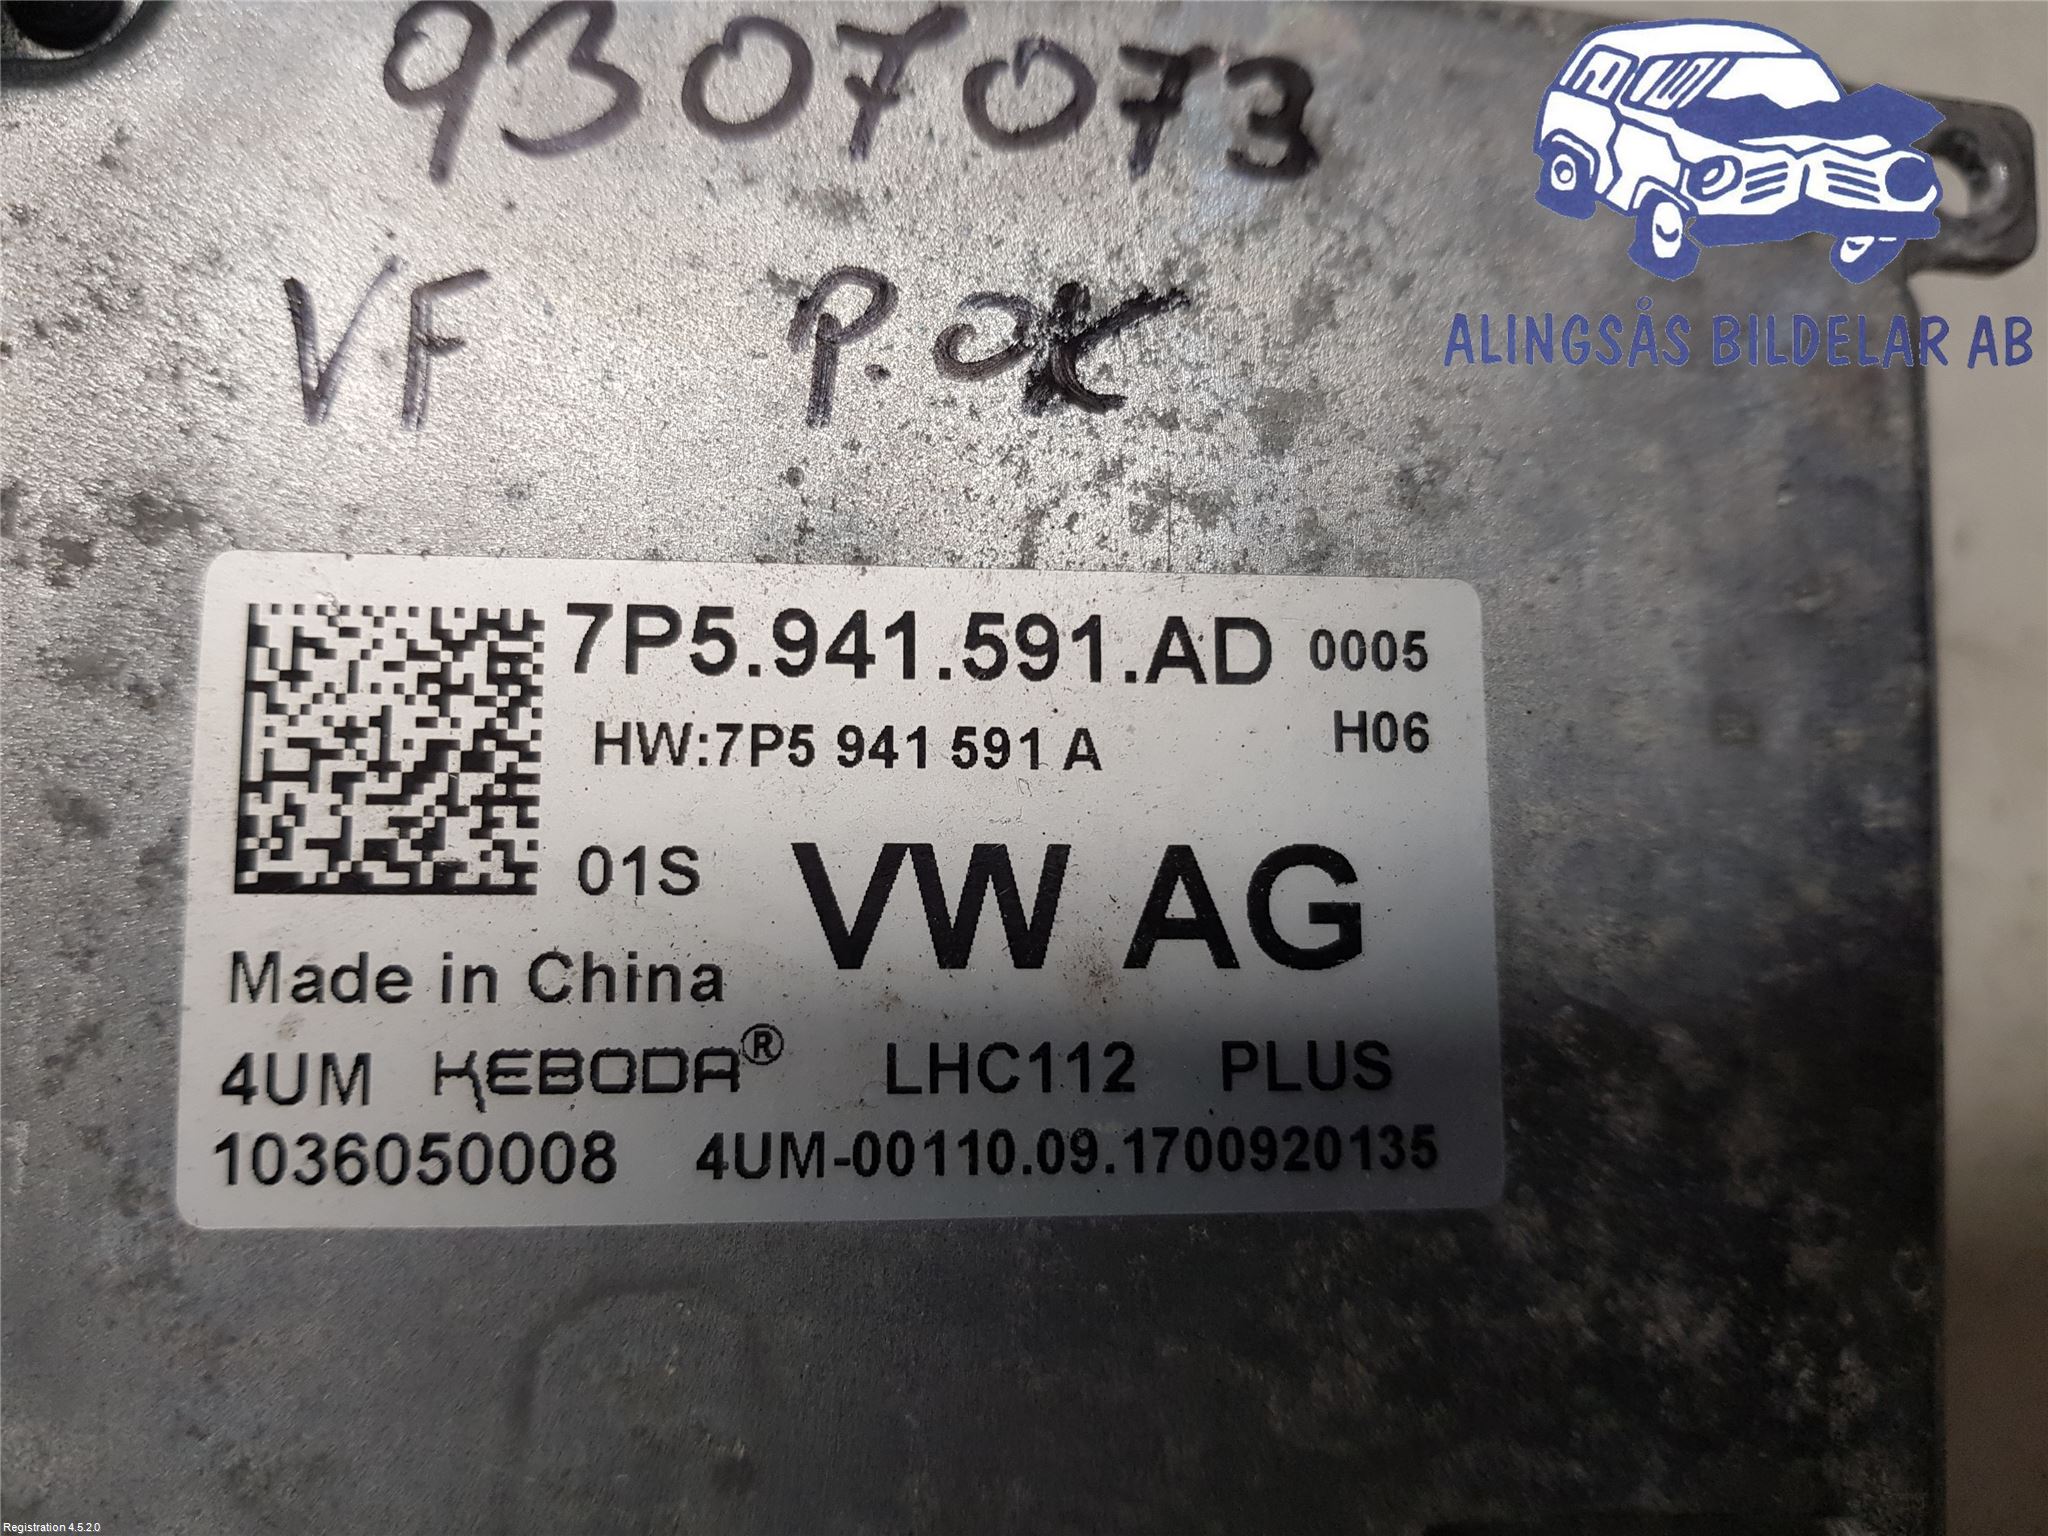 9307073
VF P.OK
ALINGSÅS BILDELAR AB
7P5.941.591.AD 0005
HW:7P5 941 591 A H06
01S VW AG
Made in China
4UM KEBODA® LHC112 PLUS
1036050008 4UM-00110.09.1700920135
Registration 4.5.2.0